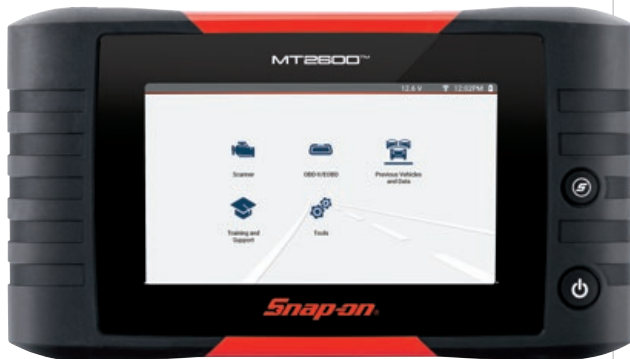 MT2600™
12.6 V 12:02PM
Scanner OBD-II/EOBD Previous Vehicles
and Data
Training and
Support Tools
Snap-on®
S